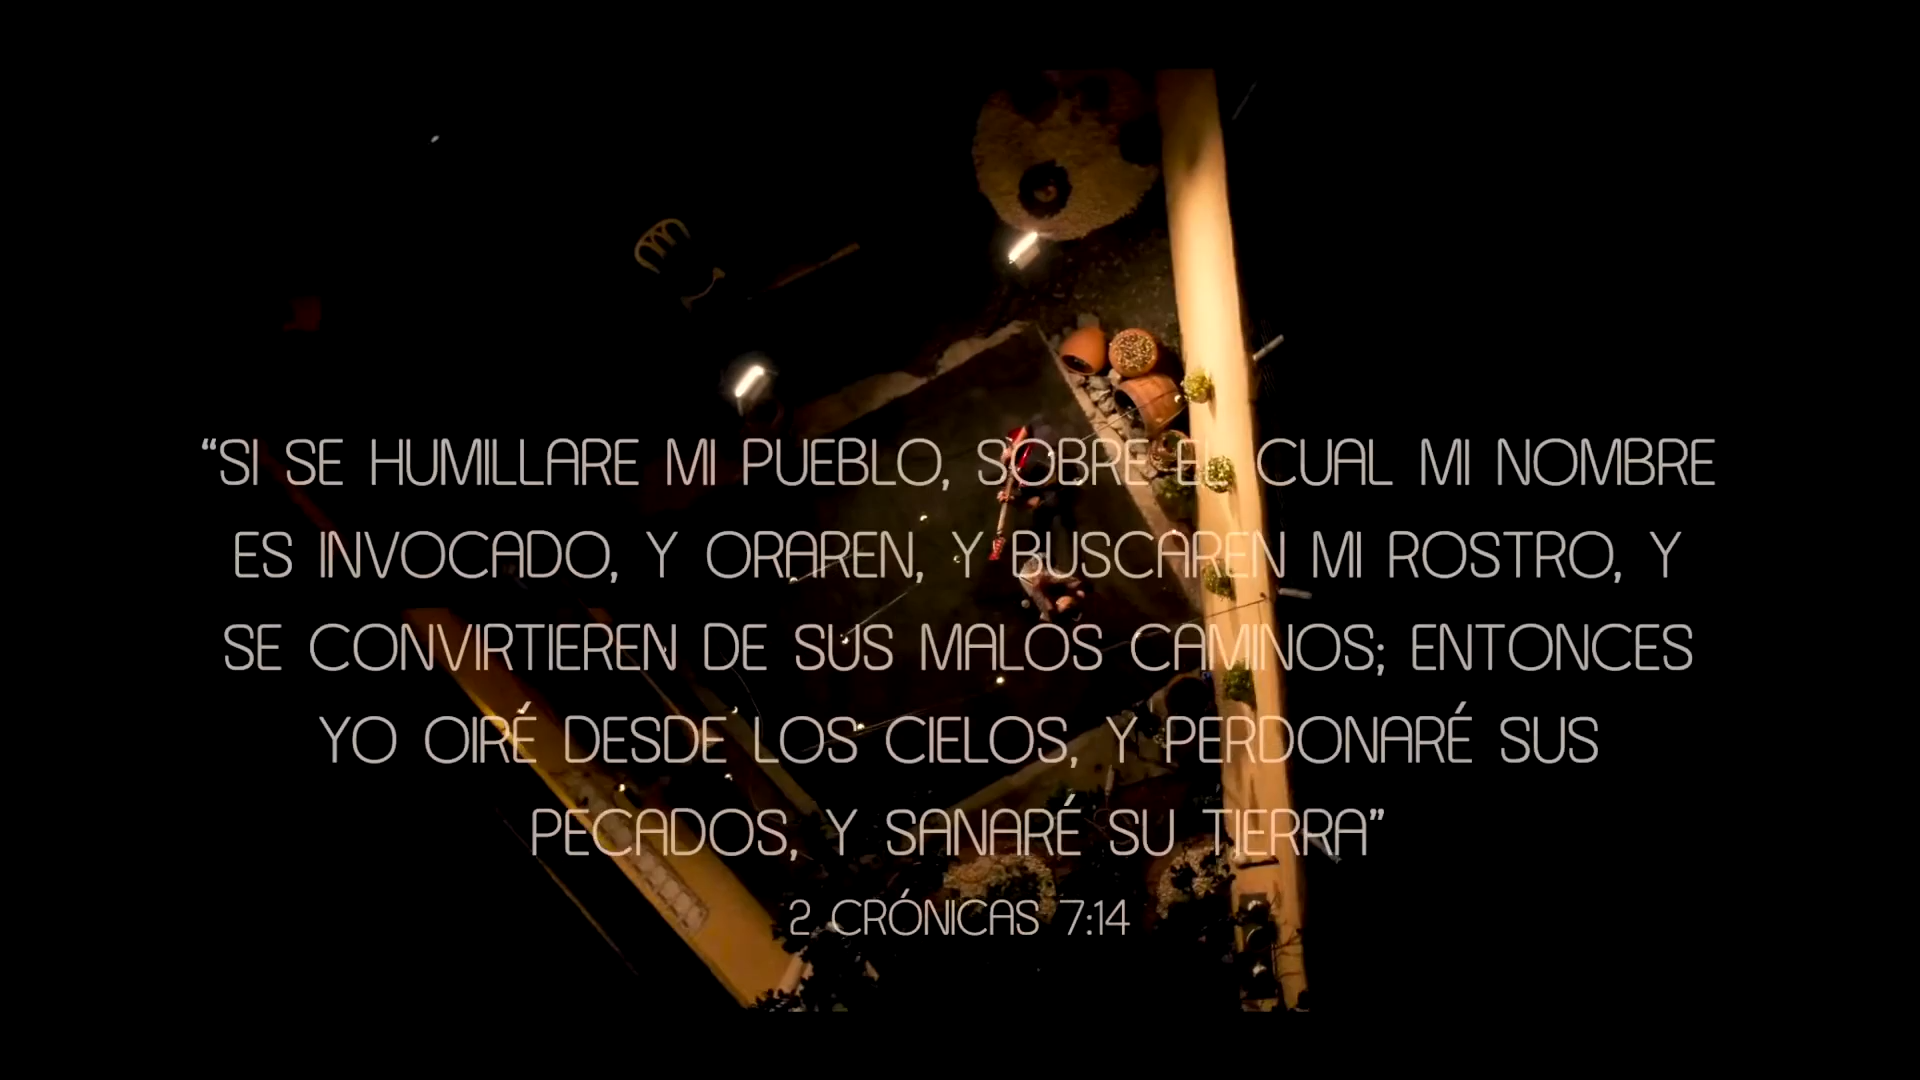 “SI SE HUMILLARE MI PUEBLO, SOBRE EL CUAL MI NOMBRE
ES INVOCADO, Y ORAREN, Y BUSCAREN MI ROSTRO, Y
SE CONVIRTIEREN DE SUS MALOS CAMINOS; ENTONCES
YO OIRÉ DESDE LOS CIELOS, Y PERDONARÉ SUS
PECADOS, Y SANARÉ SU TIERRA”
2 CRÓNICAS 7:14